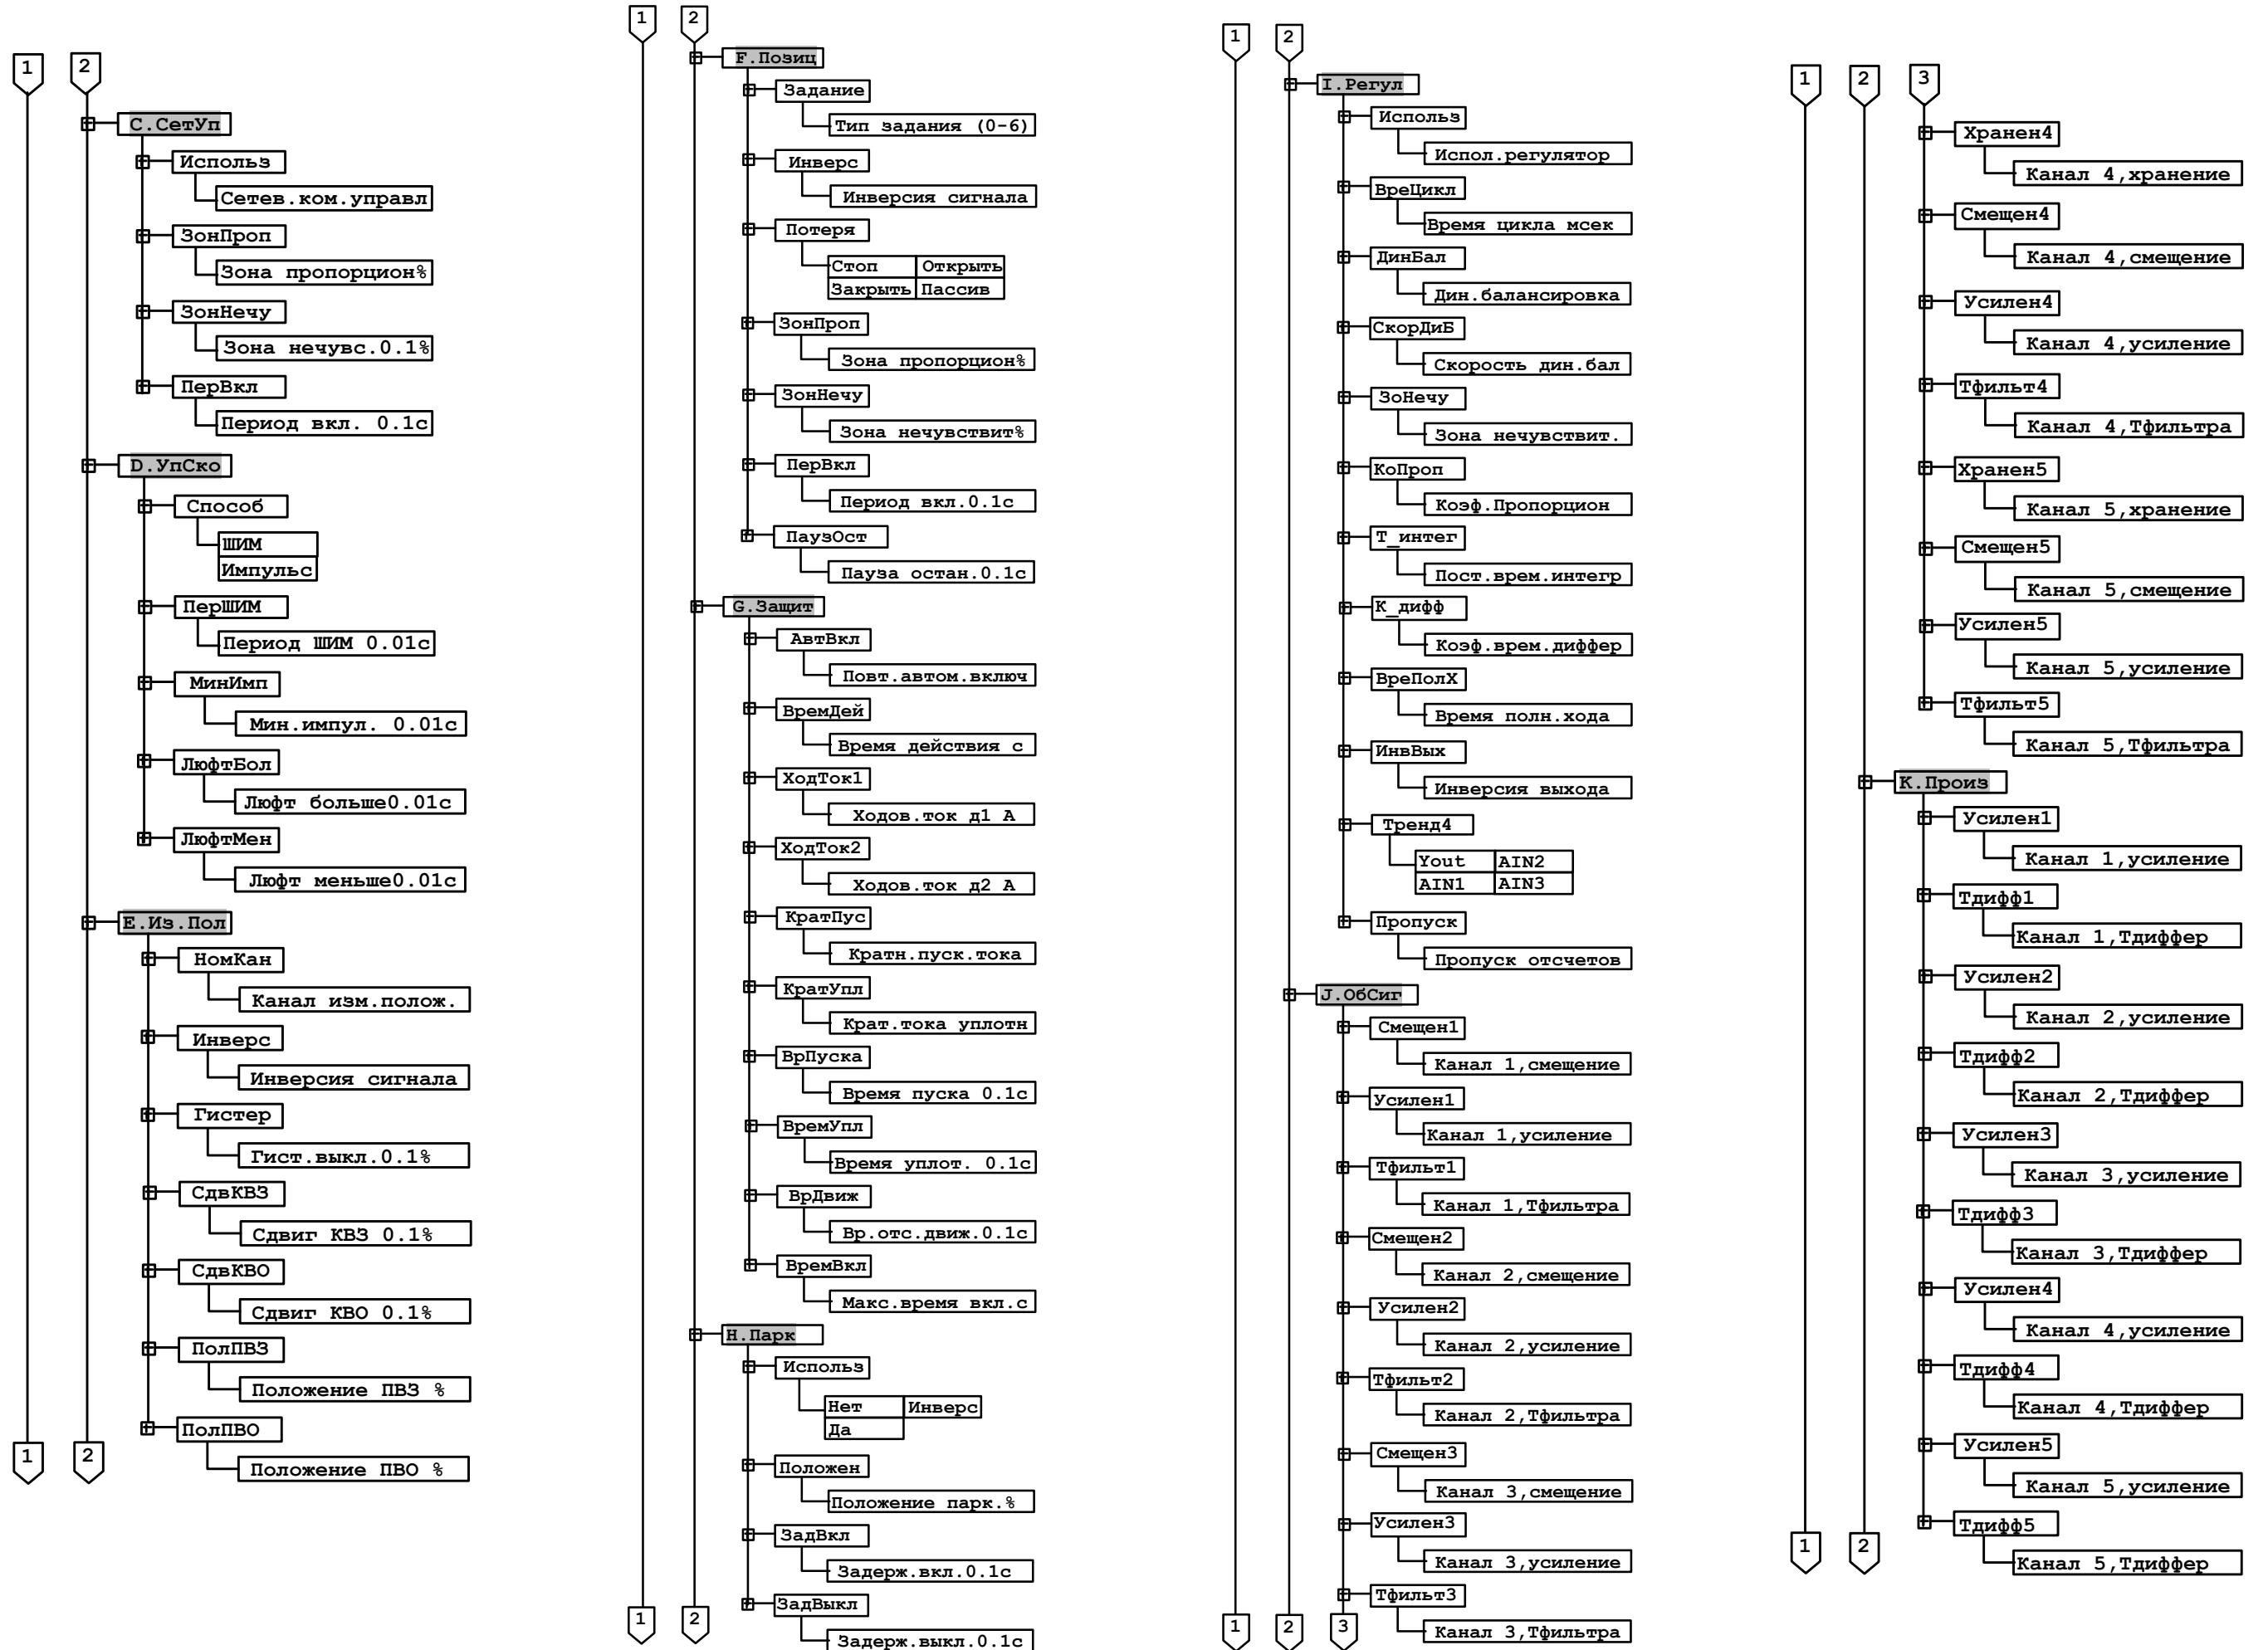 1
2
C.СетУп
Использ
Сетев.ком.управл
ЗонПроп
Зона пропорцион%
ЗонНечу
Зона нечувс.0.1%
ПерВкл
Период вкл. 0.1с
D.УпСко
Способ
ШИМ
Импульс
ПерШИМ
Период ШИМ 0.01с
МинИмп
Мин.импул. 0.01с
ЛюфтБол
Люфт больше0.01с
ЛюфтМен
Люфт меньше0.01с
E.Из.Пол
НомКан
Канал изм.полож.
Инверс
Инверсия сигнала
Гистер
Гист.выкл.0.1%
СдвКВЗ
Сдвиг КВЗ 0.1%
СдвКВО
Сдвиг КВО 0.1%
ПолПВЗ
Положение ПВЗ %
ПолПВО
Положение ПВО %
1
2
1
2
F.Позиц
Задание
Тип задания (0-6)
Инверс
Инверсия сигнала
Потеря
Стоп Открыть
Закрыть Пассив
ЗонПроп
Зона пропорцион%
ЗонНечу
Зона нечувствит%
ПерВкл
Период вкл.0.1с
ПаузОст
Пауза остан.0.1с
G.Защит
АвтВкл
Повт.автом.включ
ВремДей
Время действия с
ХодТок1
Ходов.ток д1 А
ХодТок2
Ходов.ток д2 А
КратПус
Кратн.пуск.тока
КратУпл
Крат.тока уплотн
ВрПуска
Время пуска 0.1с
ВремУпл
Время уплот. 0.1с
ВрДвиж
Вр.отс.движ.0.1с
ВремВкл
Макс.время вкл.с
H.Парк
Использ
Нет Инверс
Да
Положен
Положение парк.%
ЗадВкл
Задерж.вкл.0.1с
ЗадВыкл
Задерж.выкл.0.1с
1
2
1
2
I.Регул
Использ
Испол.регулятор
ВреЦикл
Время цикла мсек
ДинБал
Дин.балансировка
СкорДиБ
Скорость дин.бал
ЗоНечу
Зона нечувствит.
КоПроп
Коэф.Пропорцион
Т_интег
Пост.врем.интегр
К_дифф
Коэф.врем.диффер
ВреПолХ
Время полн.хода
ИнвВых
Инверсия выхода
Тренд4
Yout AIN2
AIN1 AIN3
Пропуск
Пропуск отсчетов
J.ОбСиг
Смещен1
Канал 1,смещение
Усилен1
Канал 1,усиление
Тфильт1
Канал 1,Тфильтра
Смещен2
Канал 2,смещение
Усилен2
Канал 2,усиление
Тфильт2
Канал 2,Тфильтра
Смещен3
Канал 3,смещение
Усилен3
Канал 3,усиление
Тфильт3
Канал 3,Тфильтра
1
2
3
1
2
3
Хранен4
Канал 4,хранение
Смещен4
Канал 4,смещение
Усилен4
Канал 4,усиление
Тфильт4
Канал 4,Тфильтра
Хранен5
Канал 5,хранение
Смещен5
Канал 5,смещение
Усилен5
Канал 5,усиление
Тфильт5
Канал 5,Тфильтра
K.Произ
Усилен1
Канал 1,усиление
Тдифф1
Канал 1,Тдиффер
Усилен2
Канал 2,усиление
Тдифф2
Канал 2,Тдиффер
Усилен3
Канал 3,усиление
Тдифф3
Канал 3,Тдиффер
Усилен4
Канал 4,усиление
Тдифф4
Канал 4,Тдиффер
Усилен5
Канал 5,усиление
Тдифф5
Канал 5,Тдиффер
1
2